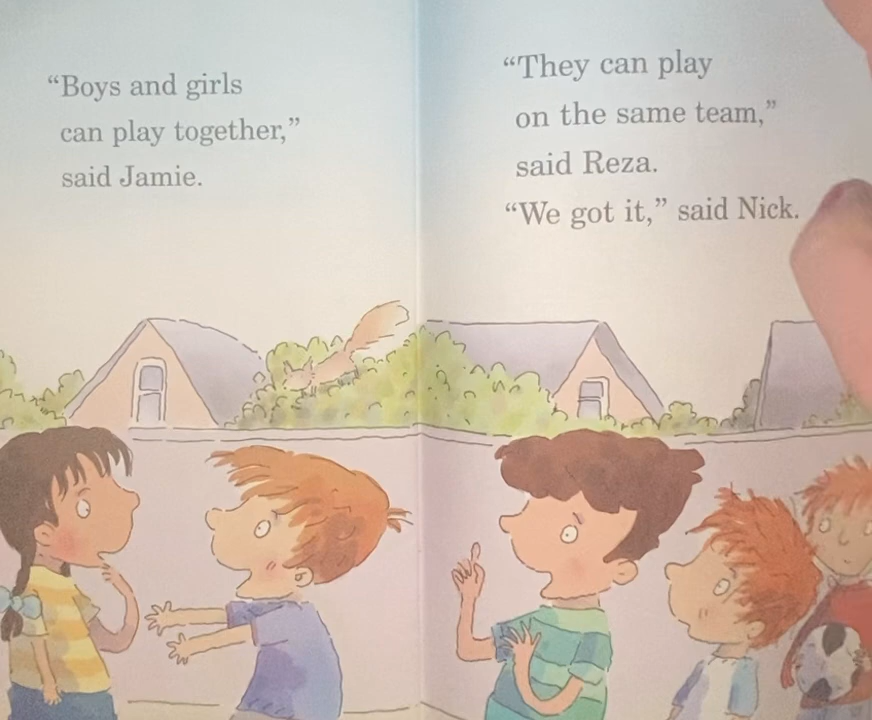 “Boys and girls
can play together,”
said Jamie.
“They can play
on the same team,”
said Reza.
“We got it,” said Nick.